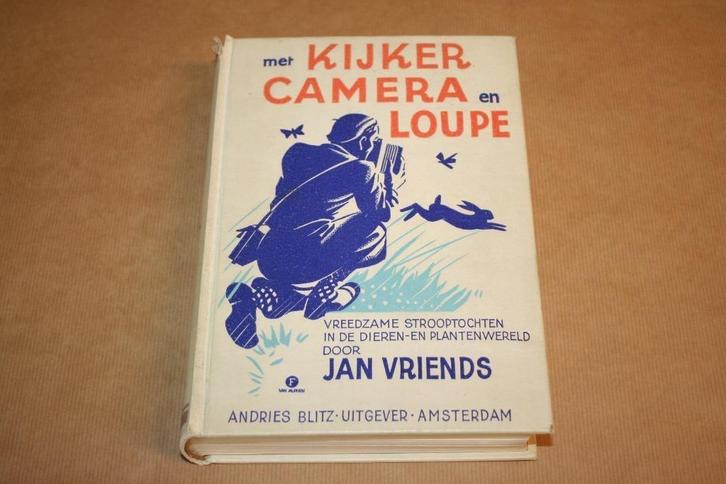 met KIJKER
CAMERA en
LOUPE
VREEDZAME STROOPTOCHTEN
IN DE DIEREN-EN PLANTENWERELD
DOOR
JAN VRIENDS
F
ANDRIES BLITZ · UITGEVER · AMSTERDAM